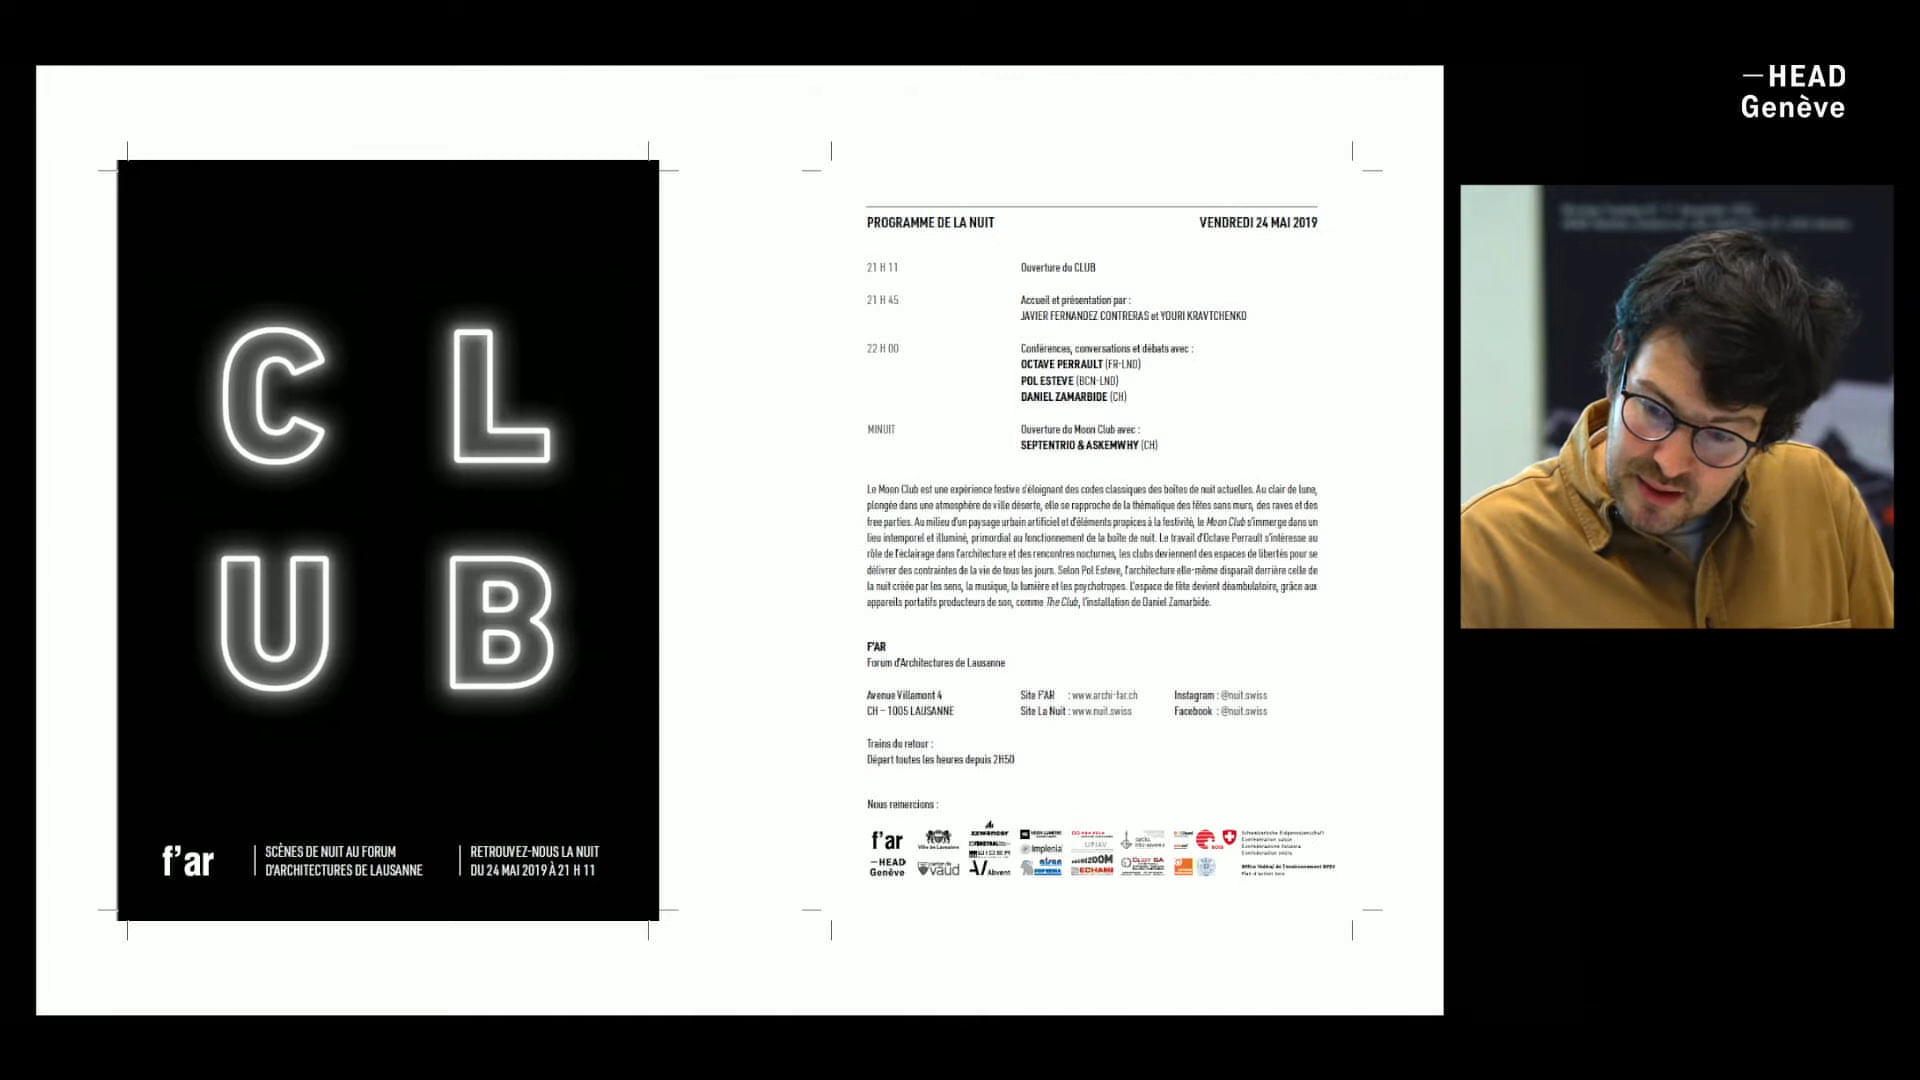 —HEAD
Genève
C L
U B
f'ar
SCÈNES DE NUIT AU FORUM
D'ARCHITECTURES DE LAUSANNE
RETROUVEZ-NOUS LA NUIT
DU 24 MAI 2019 À 21 H 11
PROGRAMME DE LA NUIT VENDREDI 24 MAI 2019
21 H 11 Ouverture du CLUB
21 H 45 Accueil et présentation par :
JAVIER FERNANDEZ CONTRERAS et YOURI KRAVTCHENKO
22 H 00 Conférences, conversations et débats avec :
OCTAVE PERRAULT (FR-LND)
POL ESTEVE (BCN-LND)
DANIEL ZAMARBIDE (CH)
MINUIT Ouverture du Moon Club avec :
SEPTENTRIO & ASKEMWHY (CH)
Le Moon Club est une expérience festive s'éloignant des codes classiques des boîtes de nuit actuelles. Au clair de lune,
plongée dans une atmosphère de ville déserte, elle se rapproche de la thématique des fêtes sans murs, des raves et des
free parties. Au milieu d'un paysage urbain artificiel et d'éléments propices à la festivité, le Moon Club s'immerge dans un
lieu intemporel et illuminé, primordial au fonctionnement de la boîte de nuit. Le travail d'Octave Perrault s'intéresse au
rôle de l'éclairage dans l'architecture et des rencontres nocturnes, les clubs deviennent des espaces de libertés pour se
délivrer des contraintes de la vie de tous les jours. Selon Pol Esteve, l'architecture elle-même disparaît derrière celle de
la nuit créée par les sens, la musique, la lumière et les psychotropes. L'espace de fête devient déambulatoire, grâce aux
appareils portatifs producteurs de son, comme The Club, l'installation de Daniel Zamarbide.
F'AR
Forum d'Architectures de Lausanne
Avenue Villamont 4 Site F'AR : www.archi-far.ch Instagram : @nuit.swiss
CH – 1005 LAUSANNE Site La Nuit : www.nuit.swiss Facebook : @nuit.swiss
Trains du retour :
Départ toutes les heures depuis 2H50
Nous remercions :
f'ar
—HEAD
Genève
Ville de Lausanne
vaud
Abvent
Implenia